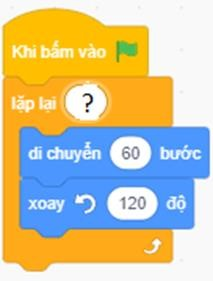 Khi bấm vào
lặp lại ?
di chuyển 60 bước
xoay 120 độ